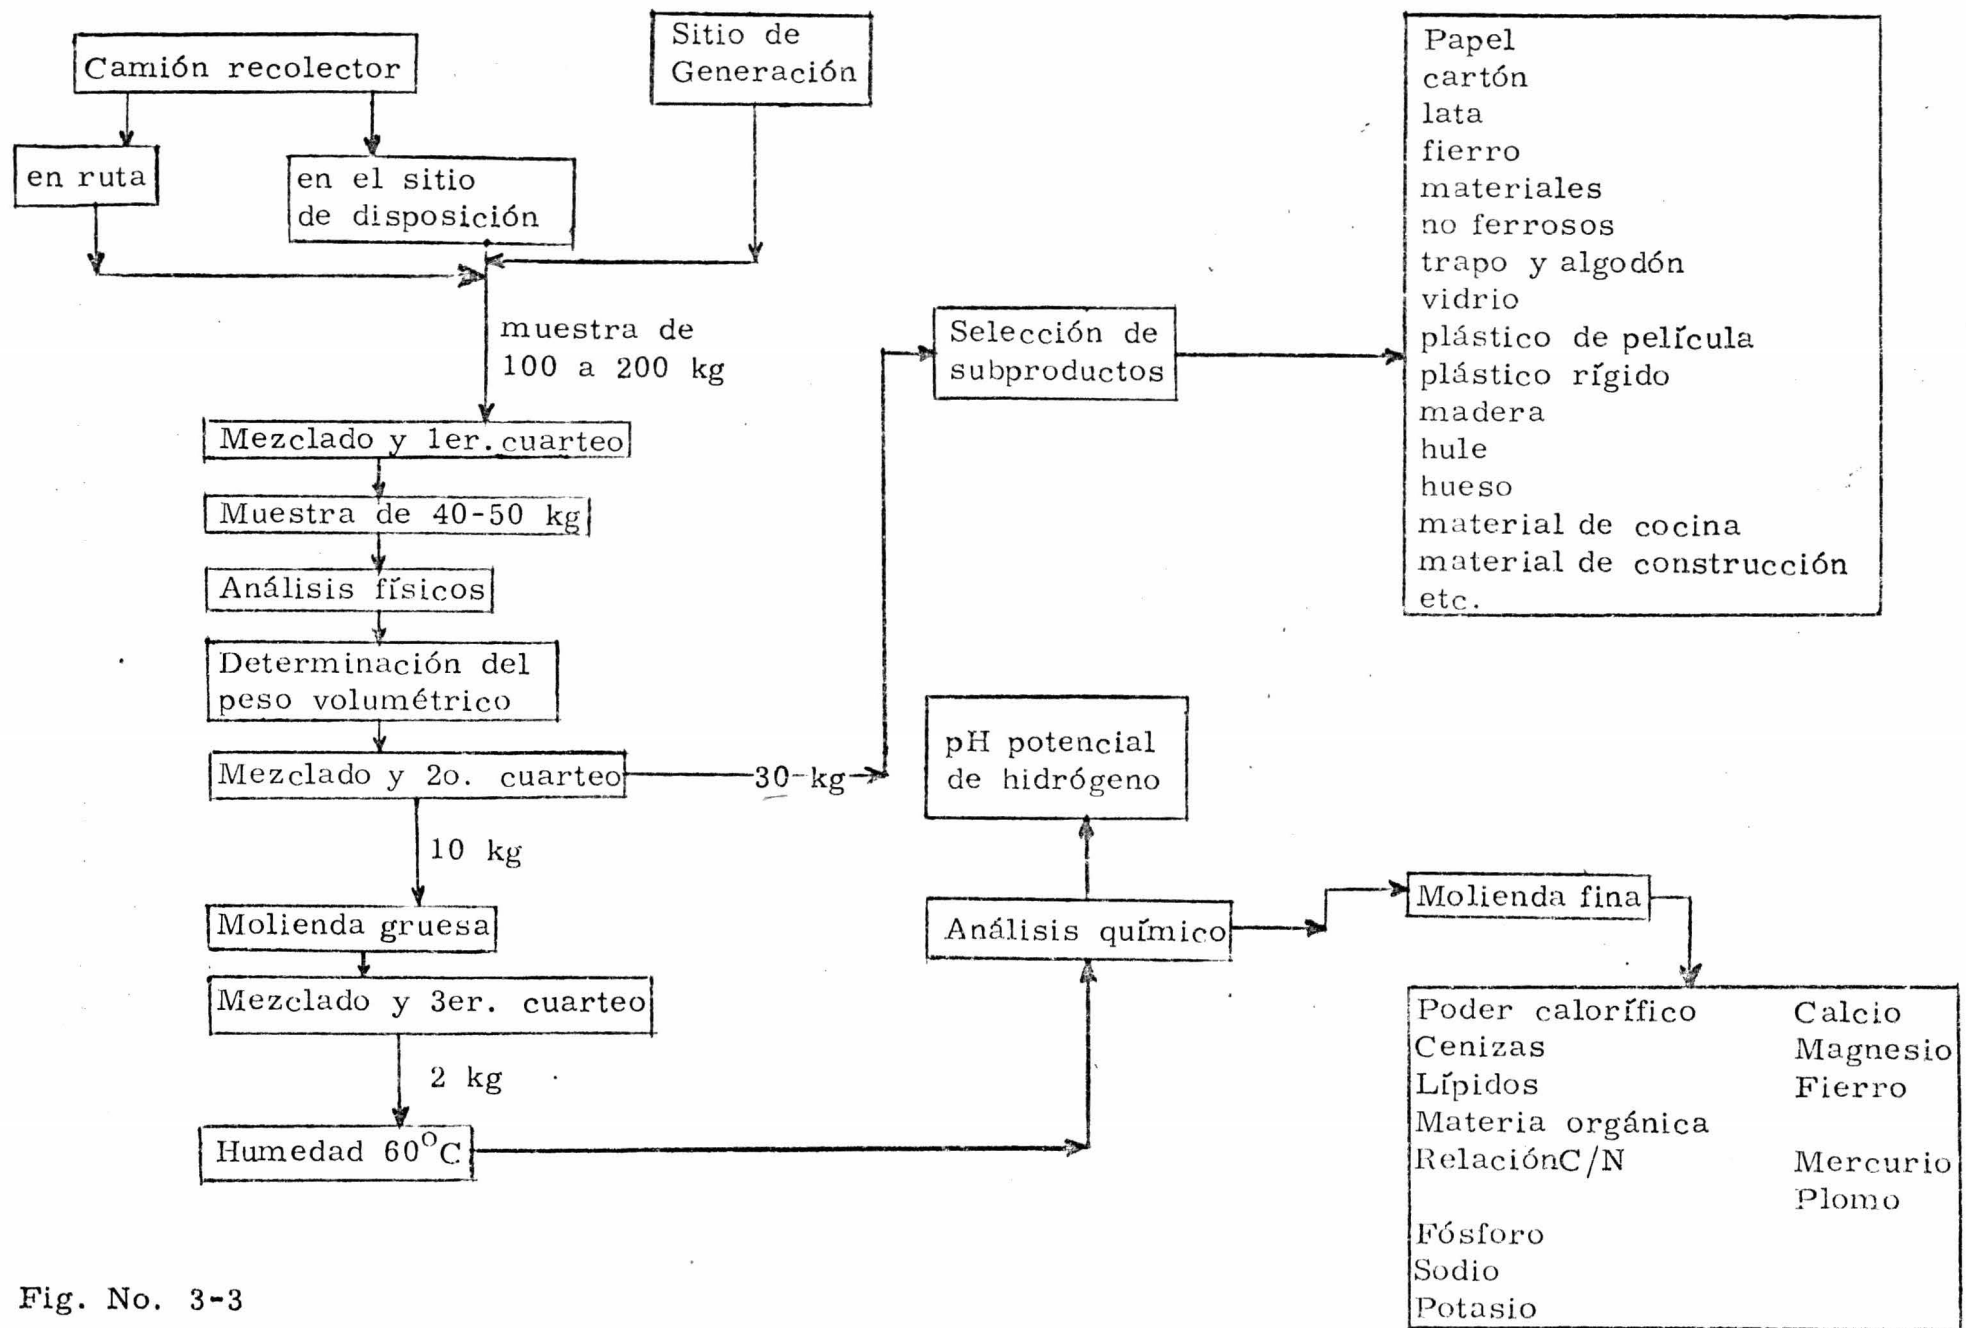 Camión recolector
Sitio de
Generación
en ruta
en el sitio
de disposición
muestra de
100 a 200 kg
Mezclado y 1er. cuarteo
Muestra de 40-50 kg
Análisis físicos
Determinación del
peso volumétrico
Mezclado y 2o. cuarteo
30 kg
10 kg
Molienda gruesa
Mezclado y 3er. cuarteo
2 kg
Humedad 60°C
Selección de
subproductos
Papel
cartón
lata
fierro
materiales
no ferrosos
trapo y algodón
vidrio
plástico de película
plástico rígido
madera
hule
hueso
material de cocina
material de construcción
etc.
pH potencial
de hidrógeno
Análisis químico
Molienda fina
Poder calorífico
Cenizas
Lípidos
Materia orgánica
RelaciónC/N
Fósforo
Sodio
Potasio
Calcio
Magnesio
Fierro
Mercurio
Plomo
Fig. No. 3-3